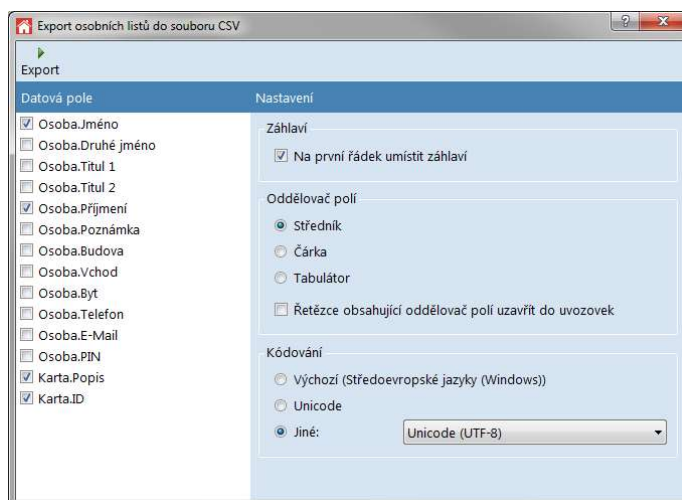 Export osobních listů do souboru CSV
Export
Datová pole
Osoba.Jméno
Osoba.Druhé jméno
Osoba.Titul 1
Osoba.Titul 2
Osoba.Příjmení
Osoba.Poznámka
Osoba.Budova
Osoba.Vchod
Osoba.Byt
Osoba.Telefon
Osoba.E-Mail
Osoba.PIN
Karta.Popis
Karta.ID
Nastavení
Záhlaví
Na první řádek umístit záhlaví
Oddělovač polí
Středník
Čárka
Tabulátor
Řetězce obsahující oddělovač polí uzavřít do uvozovek
Kódování
Výchozí (Středoevropské jazyky (Windows))
Unicode
Jiné: Unicode (UTF-8)